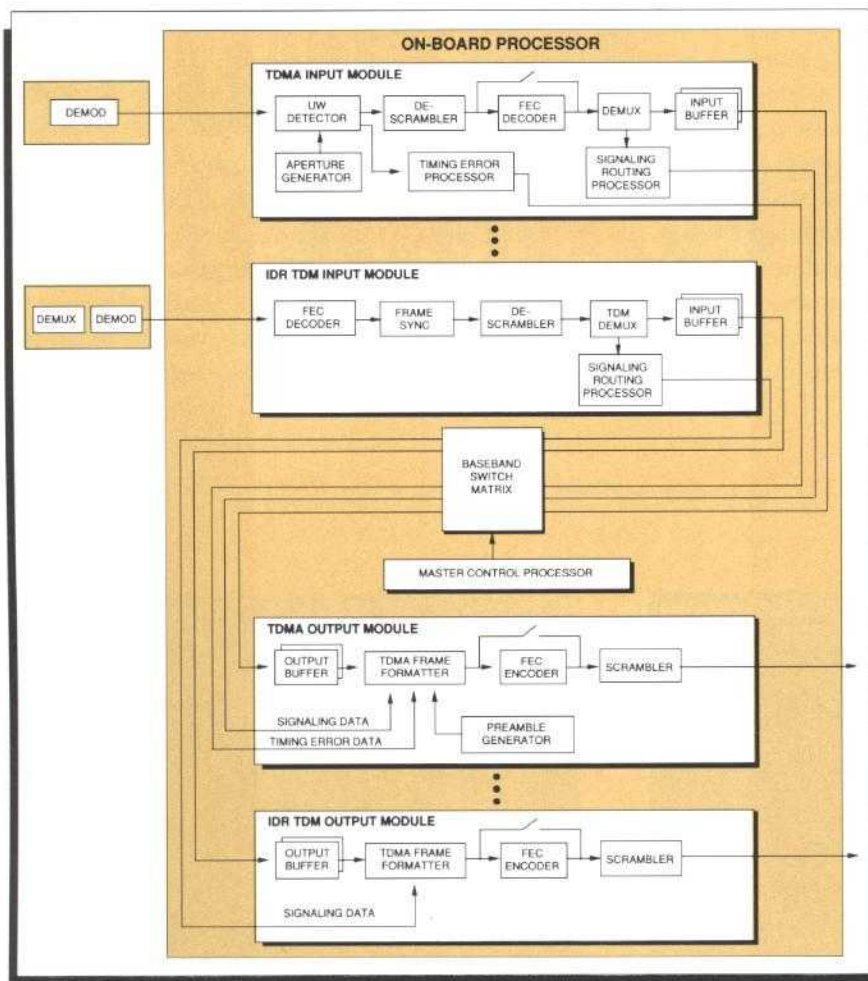 ON-BOARD PROCESSOR
TDMA INPUT MODULE
DEMOD
UW
DETECTOR
DE-
SCRAMBLER
FEC
DECODER
DEMUX
INPUT
BUFFER
APERTURE
GENERATOR
TIMING ERROR
PROCESSOR
SIGNALING
ROUTING
PROCESSOR
IDR TDM INPUT MODULE
DEMUX
DEMOD
FEC
DECODER
FRAME
SYNC
DE-
SCRAMBLER
TDM
DEMUX
INPUT
BUFFER
SIGNALING
ROUTING
PROCESSOR
BASEBAND
SWITCH
MATRIX
MASTER CONTROL PROCESSOR
TDMA OUTPUT MODULE
OUTPUT
BUFFER
TDMA FRAME
FORMATTER
FEC
ENCODER
SCRAMBLER
SIGNALING DATA
TIMING ERROR DATA
PREAMBLE
GENERATOR
IDR TDM OUTPUT MODULE
OUTPUT
BUFFER
TDMA FRAME
FORMATTER
FEC
ENCODER
SCRAMBLER
SIGNALING DATA